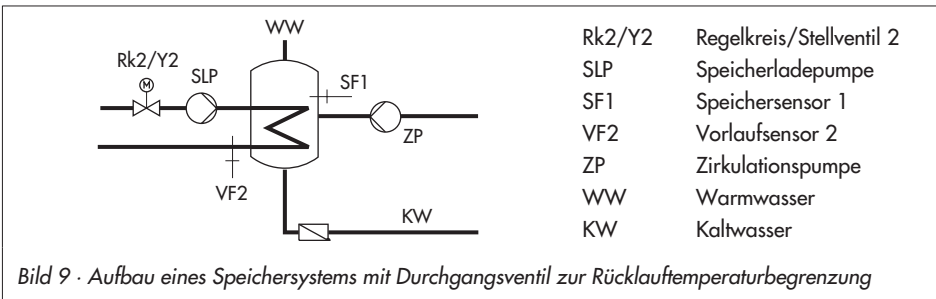 WW
Rk2/Y2
M
SLP
SF1
ZP
VF2
KW
Rk2/Y2 Regelkreis/Stellventil 2
SLP Speicherladepumpe
SF1 Speichersensor 1
VF2 Vorlaufsensor 2
ZP Zirkulationspumpe
WW Warmwasser
KW Kaltwasser
Bild 9 · Aufbau eines Speichersystems mit Durchgangsventil zur Rücklauftemperaturbegrenzung